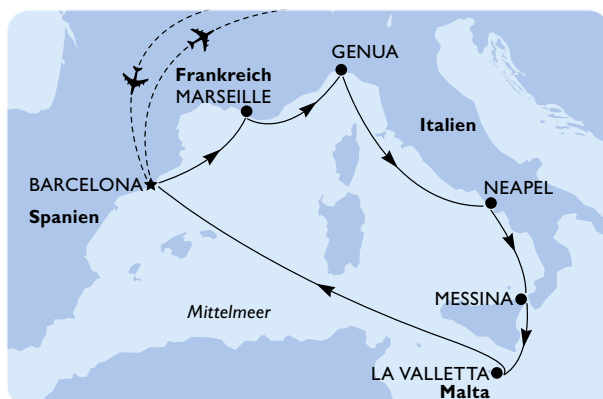 GENUA
Frankreich
MARSEILLE
Italien
BARCELONA
NEAPEL
Spanien
MESSINA
Mittelmeer
LA VALLETTA
Malta